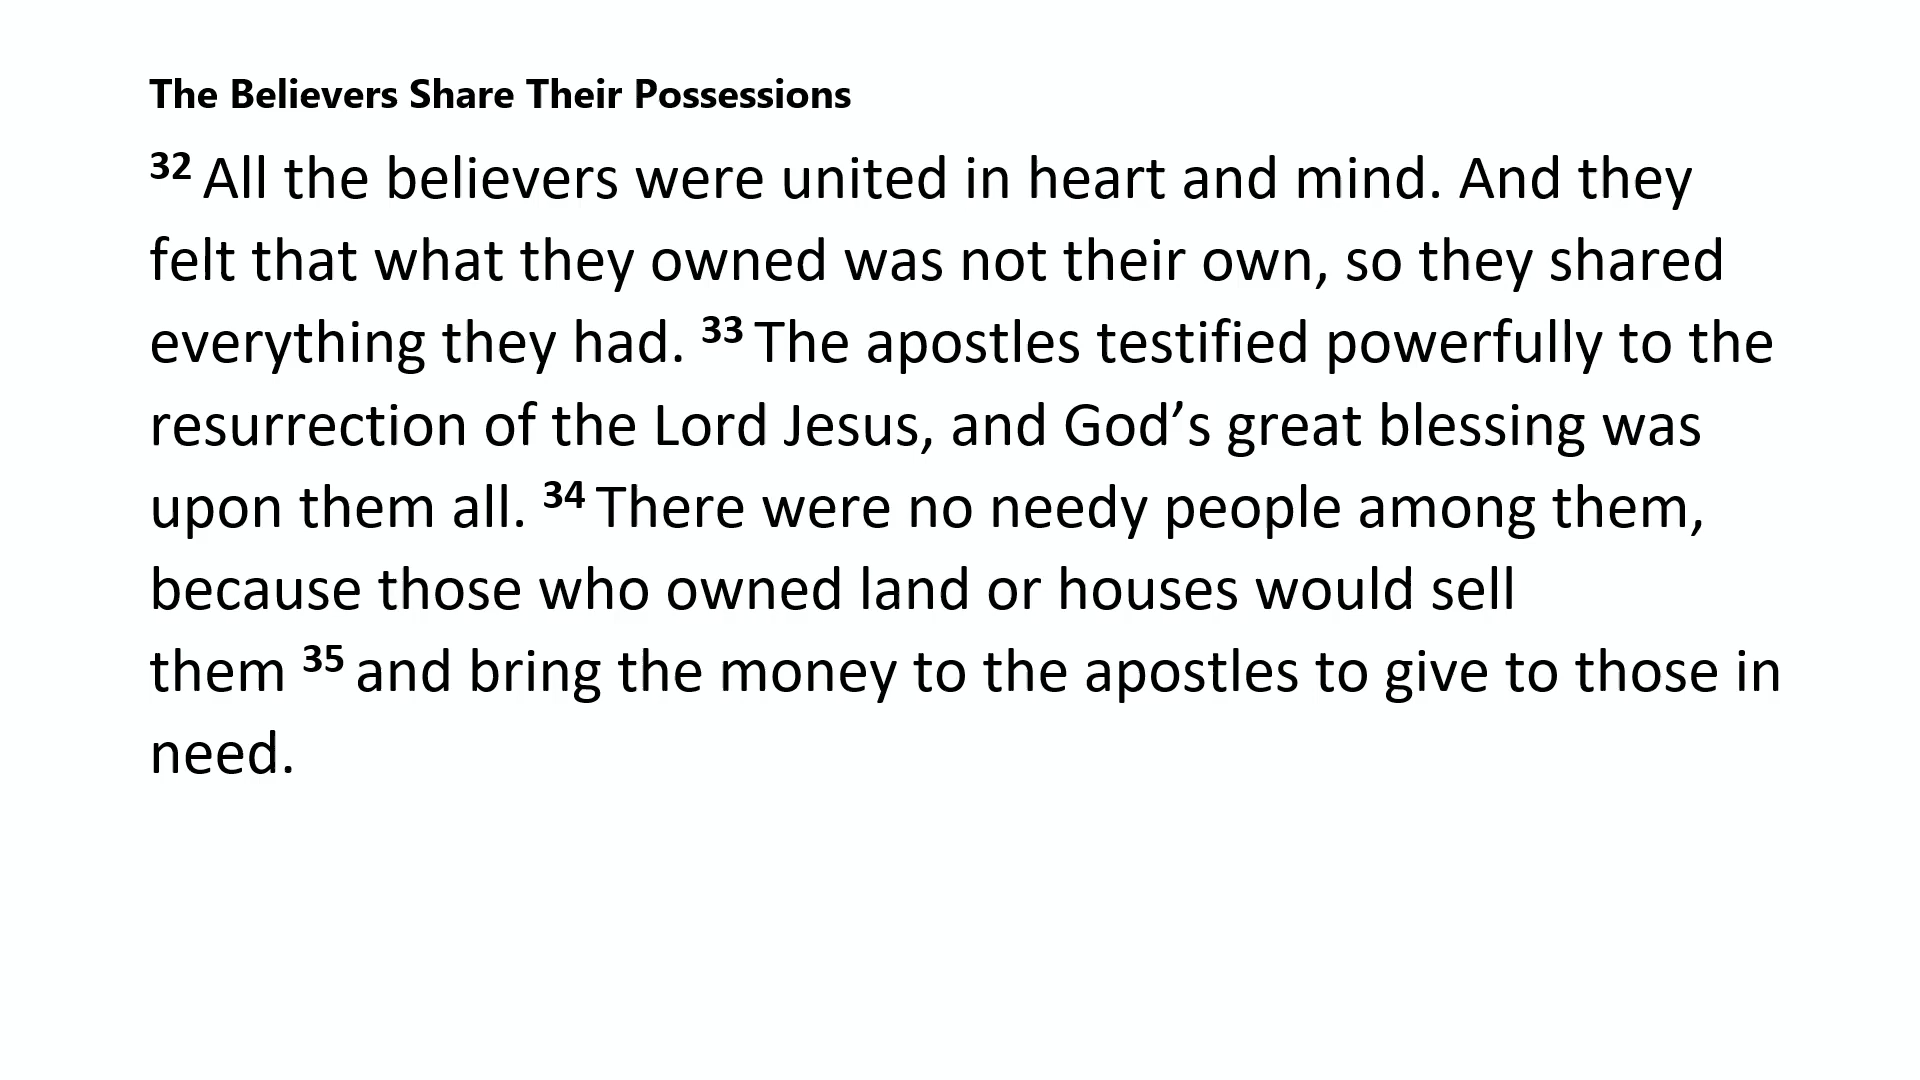 The Believers Share Their Possessions
32 All the believers were united in heart and mind. And they
felt that what they owned was not their own, so they shared
everything they had. 33 The apostles testified powerfully to the
resurrection of the Lord Jesus, and God’s great blessing was
upon them all. 34 There were no needy people among them,
because those who owned land or houses would sell
them 35 and bring the money to the apostles to give to those in
need.